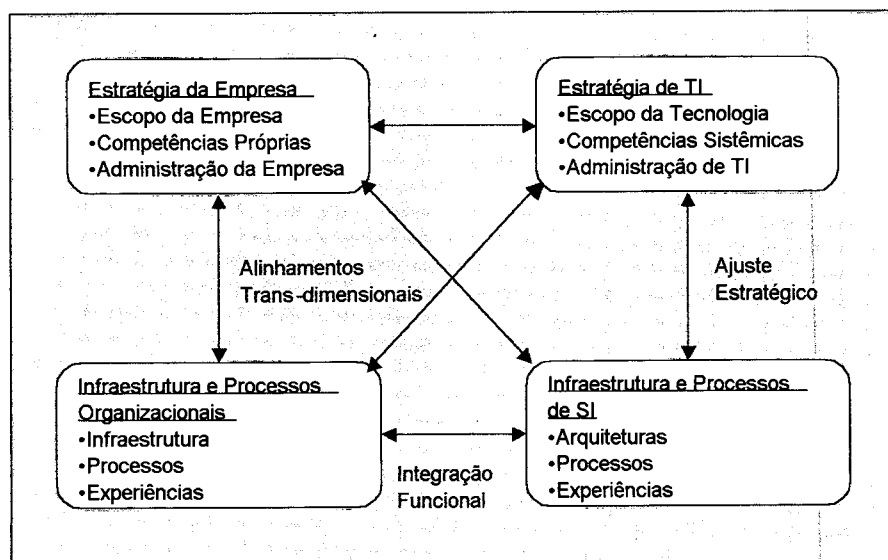 Estratégia da Empresa
•Escopo da Empresa
•Competências Próprias
•Administração da Empresa
Estratégia de TI
•Escopo da Tecnologia
•Competências Sistêmicas
•Administração de TI
Alinhamentos
Trans-dimensionais
Ajuste
Estratégico
Infraestrutura e Processos
Organizacionais
•Infraestrutura
•Processos
•Experiências
Integração
Funcional
Infraestrutura e Processos
de SI
•Arquiteturas
•Processos
•Experiências